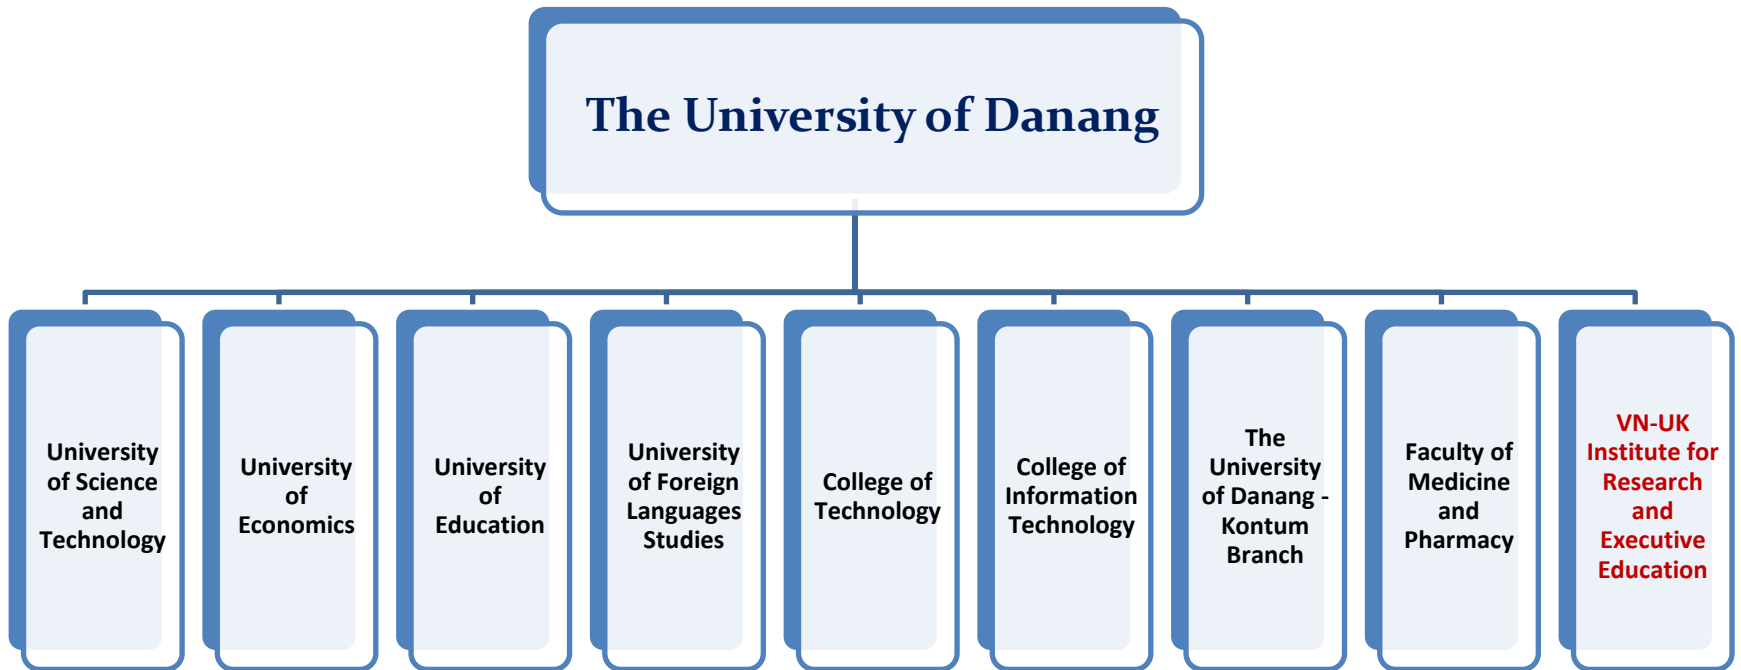 The University of Danang
University
of Science
and
Technology
University
of
Economics
University
of
Education
University
of Foreign
Languages
Studies
College of
Technology
College of
Information
Technology
The
University
of Danang -
Kontum
Branch
Faculty of
Medicine
and
Pharmacy
VN-UK
Institute for
Research
and
Executive
Education